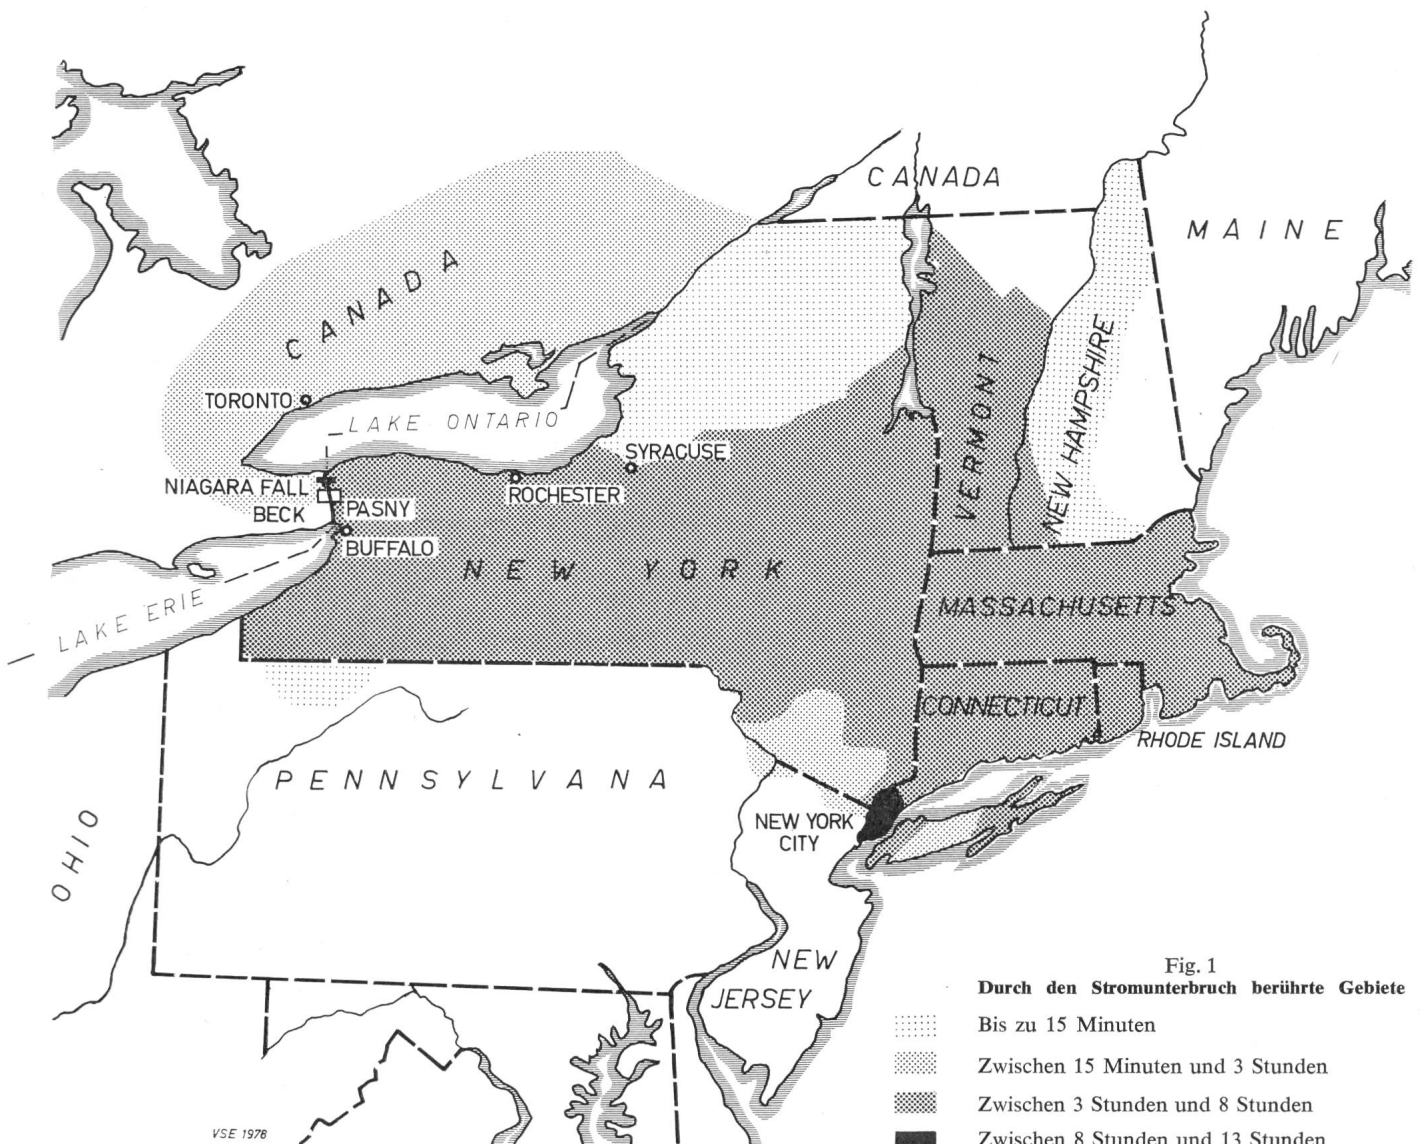 CANADA
MAINE
CANADA
TORONTO
LAKE ONTARIO
SYRACUSE
NIAGARA FALL
ROCHESTER
BECK
PASNY
BUFFALO
VERMONT
NEW HAMPSHIRE
NEW YORK
LAKE ERIE
MASSACHUSETTS
CONNECTICUT
RHODE ISLAND
PENNSYLVANA
OHIO
NEW YORK
CITY
NEW
JERSEY
Fig. 1
Durch den Stromunterbruch berührte Gebiete
Bis zu 15 Minuten
Zwischen 15 Minuten und 3 Stunden
Zwischen 3 Stunden und 8 Stunden
Zwischen 8 Stunden und 13 Stunden
VSE 1978